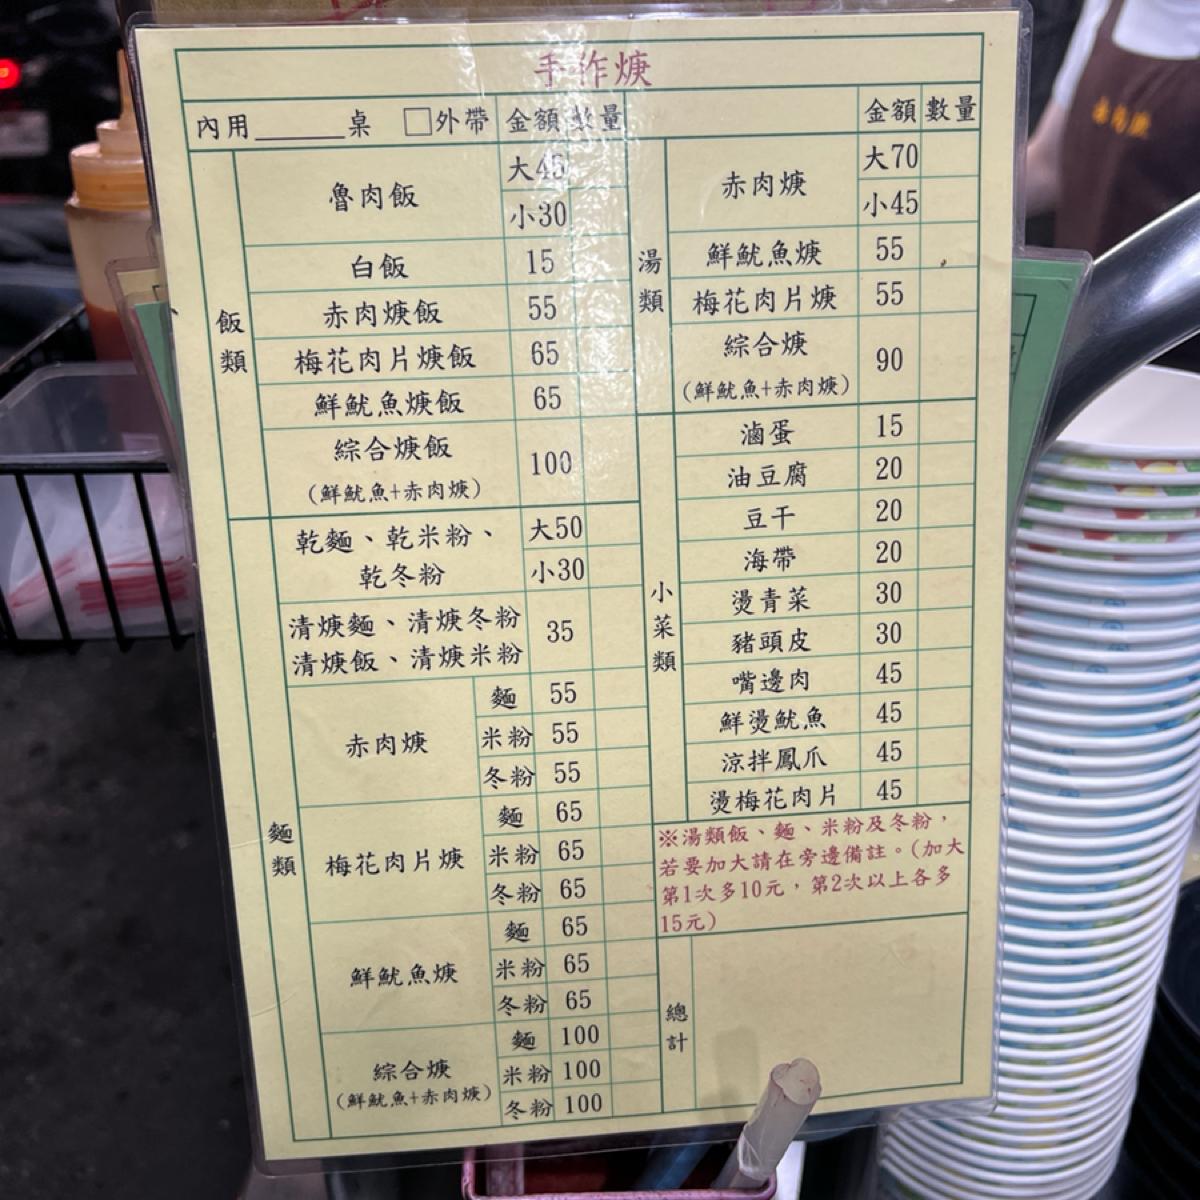 手作焿
內用______桌 □外帶 金額 數量
飯類
魯肉飯 大45
小30
白飯 15
赤肉焿飯 55
梅花肉片焿飯 65
鮮魷魚焿飯 65
綜合焿飯 100
(鮮魷魚+赤肉焿)
麵類
乾麵、乾米粉、 大50
乾冬粉 小30
清焿麵、清焿冬粉 35
清焿飯、清焿米粉
赤肉焿 麵 55
米粉 55
冬粉 55
梅花肉片焿 麵 65
米粉 65
冬粉 65
鮮魷魚焿 麵 65
米粉 65
冬粉 65
綜合焿 麵 100
(鮮魷魚+赤肉焿) 米粉 100
冬粉 100
金額 數量
湯類
赤肉焿 大70
小45
鮮魷魚焿 55
梅花肉片焿 55
綜合焿 90
(鮮魷魚+赤肉焿)
小菜類
滷蛋 15
油豆腐 20
豆干 20
海帶 20
燙青菜 30
豬頭皮 30
嘴邊肉 45
鮮燙魷魚 45
涼拌鳳爪 45
燙梅花肉片 45
※湯類飯、麵、米粉及冬粉，
若要加大請在旁邊備註。(加大
第1次多10元，第2次以上各多
15元)
總計